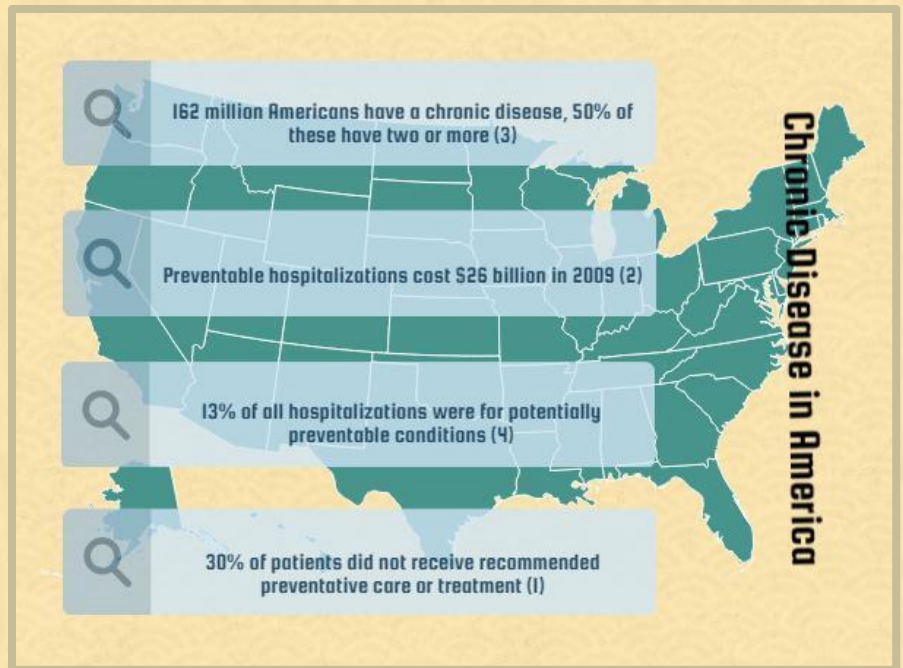 Chronic Disease in America
162 million Americans have a chronic disease, 50% of
these have two or more (3)
Preventable hospitalizations cost $26 billion in 2009 (2)
13% of all hospitalizations were for potentially
preventable conditions (4)
30% of patients did not receive recommended
preventative care or treatment (1)